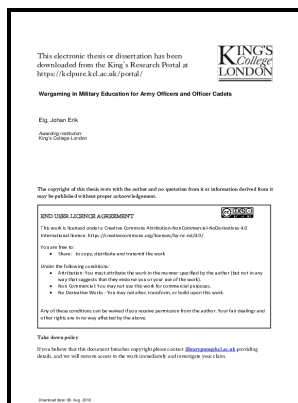 This electronic thesis or dissertation has been
downloaded from the King's Research Portal at
https://kclpure.kcl.ac.uk/portal/
KING'S
College
LONDON
Wargaming in Military Education for Army Officers and Officer Cadets
Elg, Johan Erik
Awarding institution:
King's College London
The copyright of this thesis rests with the author and no quotation from it or information derived from it
may be published without proper acknowledgement.
END USER LICENCE AGREEMENT
This work is licensed under a Creative Commons Attribution-NonCommercial-NoDerivatives 4.0
International licence. https://creativecommons.org/licenses/by-nc-nd/4.0/
You are free to:
• Share: to copy, distribute and transmit the work
Under the following conditions:
• Attribution: You must attribute the work in the manner specified by the author (but not in any
way that suggests that they endorse you or your use of the work).
• Non Commercial: You may not use this work for commercial purposes.
• No Derivative Works - You may not alter, transform, or build upon this work.
Any of these conditions can be waived if you receive permission from the author. Your fair dealings and
other rights are in no way affected by the above.
Take down policy
If you believe that this document breaches copyright please contact librarypure@kcl.ac.uk providing
details, and we will remove access to the work immediately and investigate your claim.
Download date: 06. Aug. 2018